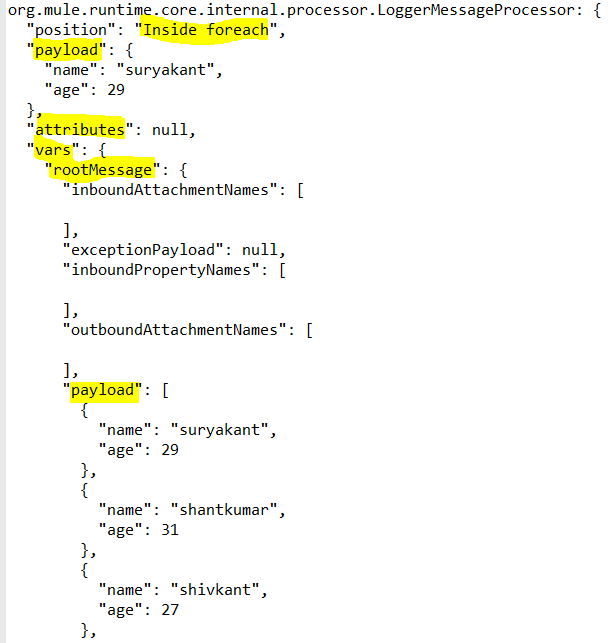 org.mule.runtime.core.internal.processor.LoggerMessageProcessor: {
"position": "Inside foreach",
"payload": {
"name": "suryakant",
"age": 29
},
"attributes": null,
"vars": {
"rootMessage": {
"inboundAttachmentNames": [
],
"exceptionPayload": null,
"inboundPropertyNames": [
],
"outboundAttachmentNames": [
],
"payload": [
{
"name": "suryakant",
"age": 29
},
{
"name": "shantkumar",
"age": 31
},
{
"name": "shivkant",
"age": 27
},